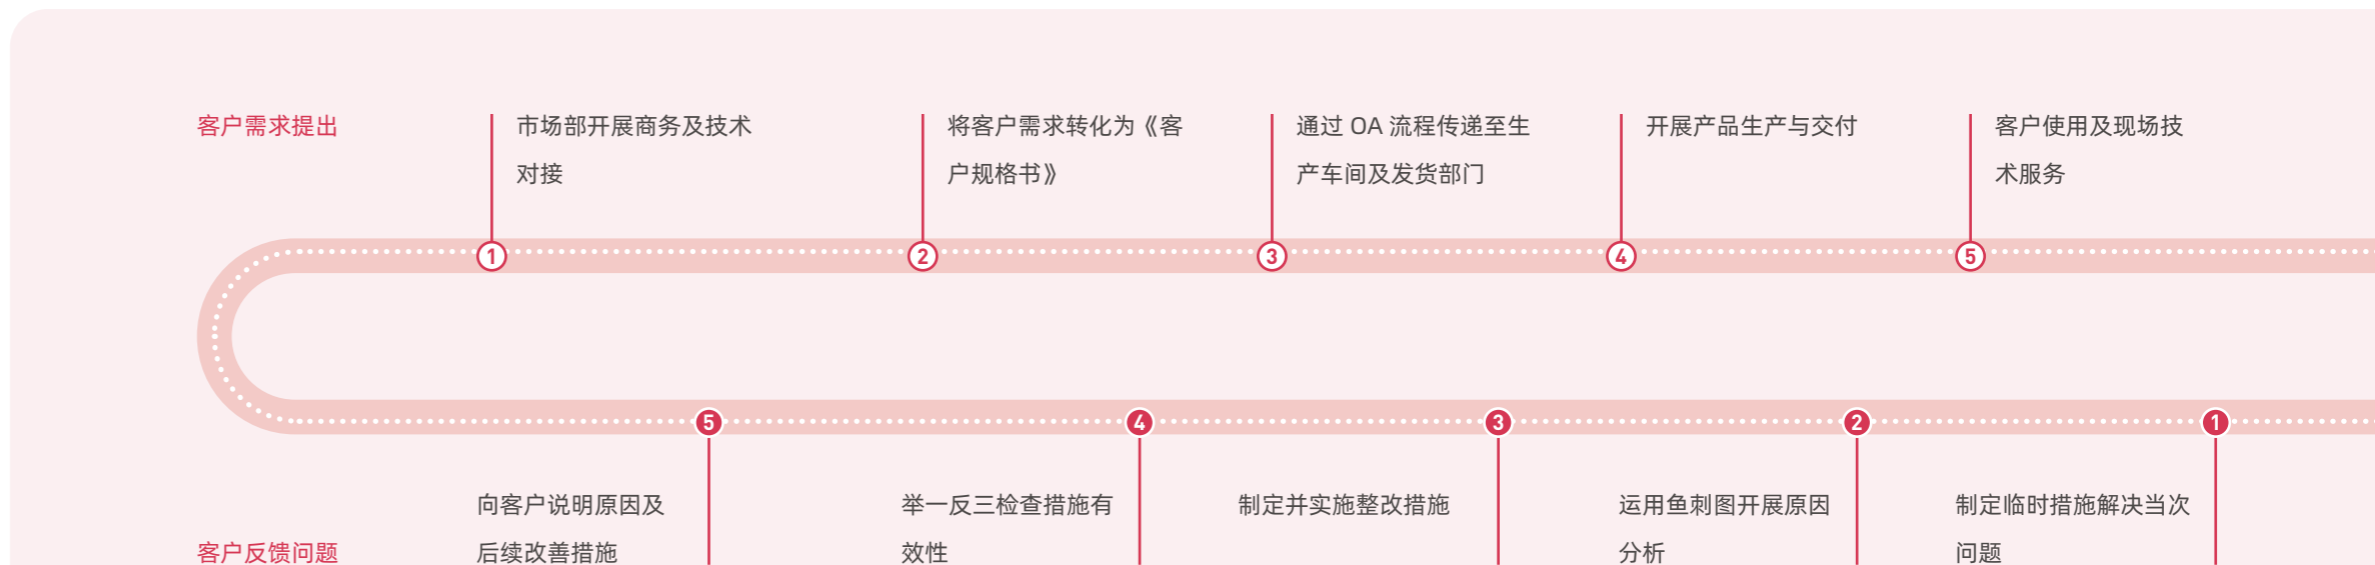 客户需求提出
市场部开展商务及技术
对接
将客户需求转化为《客
户规格书》
通过 OA 流程传递至生
产车间及发货部门
开展产品生产与交付
客户使用及现场技
术服务
1
2
3
4
5
5
4
3
2
1
客户反馈问题
向客户说明原因及
后续改善措施
举一反三检查措施有
效性
制定并实施整改措施
运用鱼刺图开展原因
分析
制定临时措施解决当次
问题